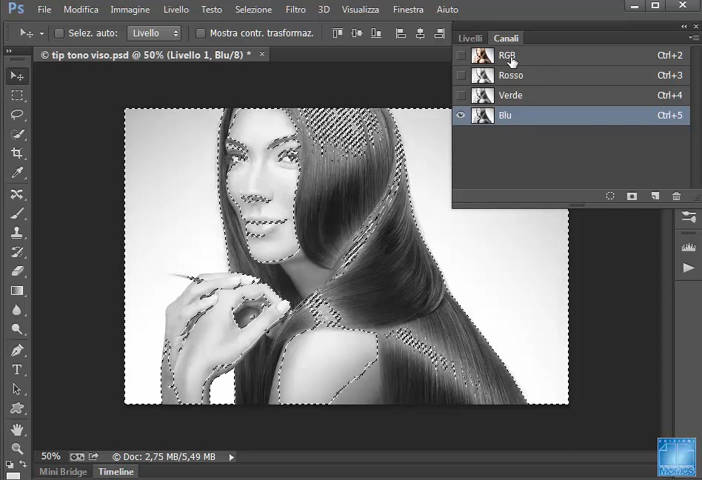 Ps File Modifica Immagine Livello Testo Selezione Filtro 3D Visualizza Finestra Aiuto
Selez. auto: Livello Mostra contr. trasformaz.
© tip tono viso.psd @ 50% (Livello 1, Blu/8) *
Livelli Canali
RGB Ctrl+2
Rosso Ctrl+3
Verde Ctrl+4
Blu Ctrl+5
50% © Doc: 2,75 MB/5,49 MB
Mini Bridge Timeline